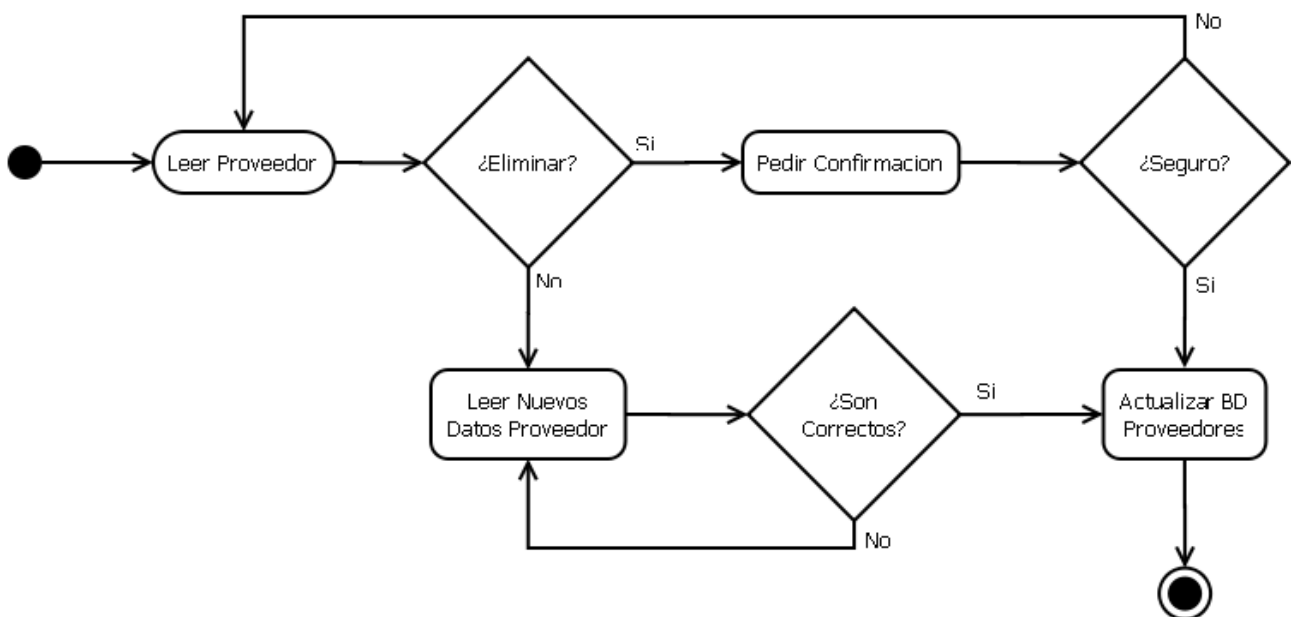 No
Leer Proveedor
¿Eliminar?
Si
Pedir Confirmacion
¿Seguro?
No
Si
Leer Nuevos
Datos Proveedor
¿Son
Correctos?
Si
Actualizar BD
Proveedores
No